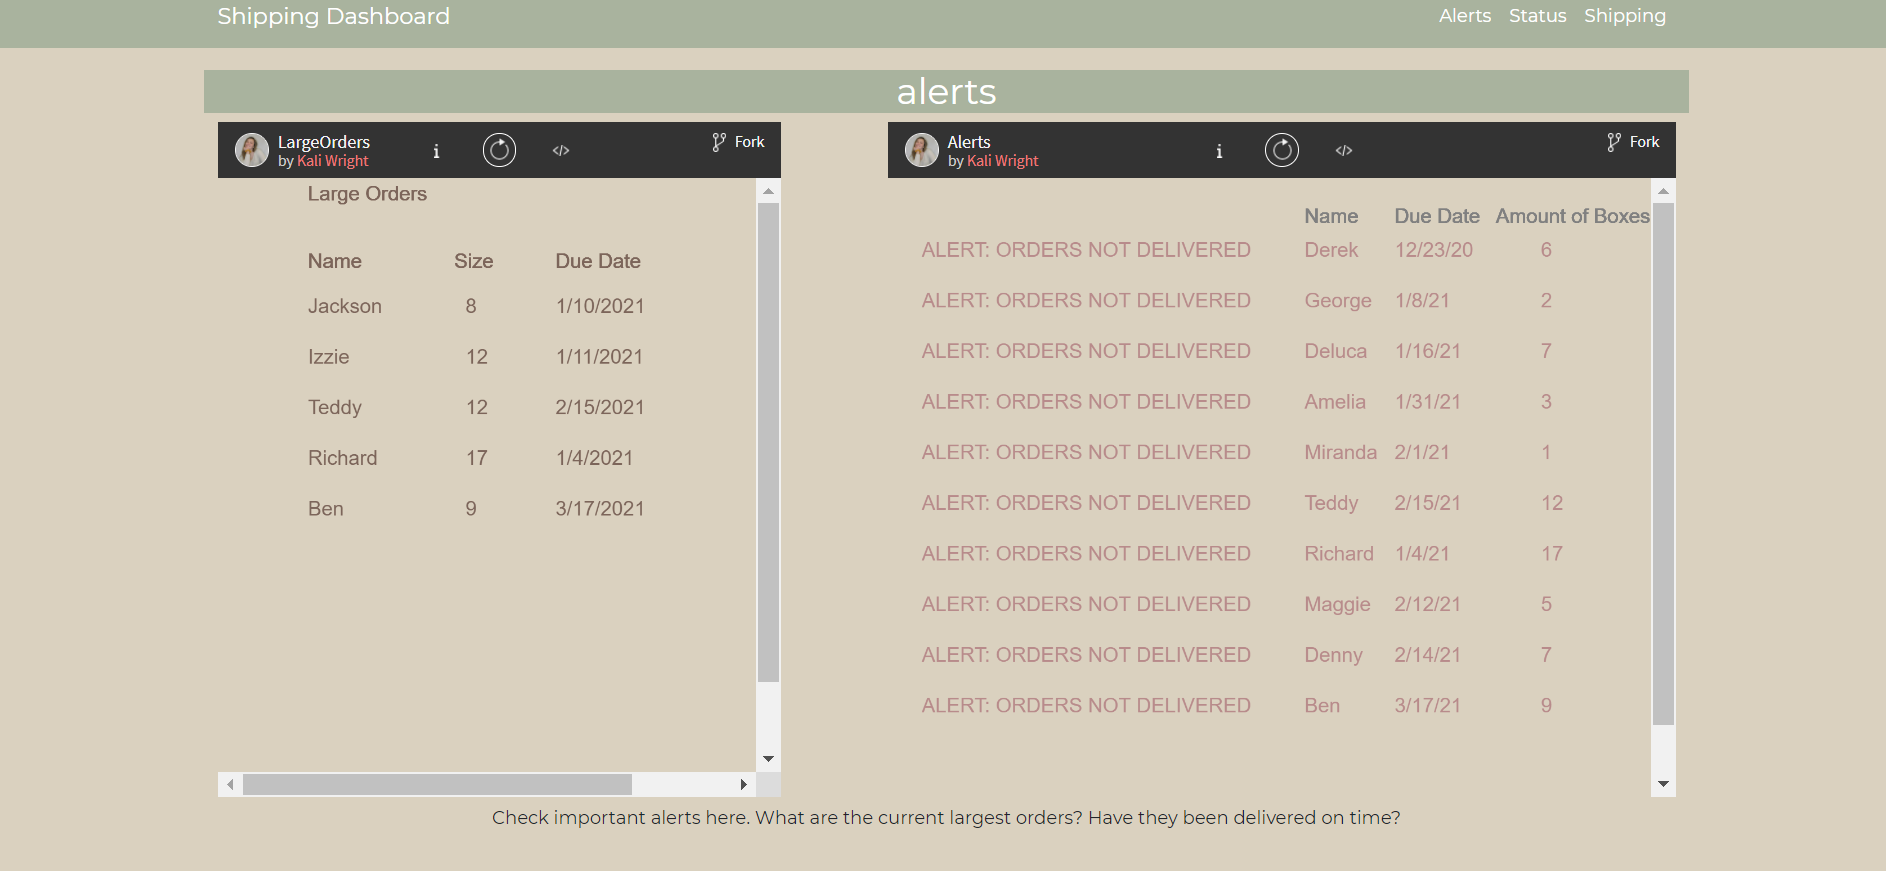 Shipping Dashboard
Alerts Status Shipping
alerts
LargeOrders
by Kali Wright
Fork
Large Orders
Name Size Due Date
Jackson 8 1/10/2021
Izzie 12 1/11/2021
Teddy 12 2/15/2021
Richard 17 1/4/2021
Ben 9 3/17/2021
Alerts
by Kali Wright
Fork
Name Due Date Amount of Boxes
ALERT: ORDERS NOT DELIVERED Derek 12/23/20 6
ALERT: ORDERS NOT DELIVERED George 1/8/21 2
ALERT: ORDERS NOT DELIVERED Deluca 1/16/21 7
ALERT: ORDERS NOT DELIVERED Amelia 1/31/21 3
ALERT: ORDERS NOT DELIVERED Miranda 2/1/21 1
ALERT: ORDERS NOT DELIVERED Teddy 2/15/21 12
ALERT: ORDERS NOT DELIVERED Richard 1/4/21 17
ALERT: ORDERS NOT DELIVERED Maggie 2/12/21 5
ALERT: ORDERS NOT DELIVERED Denny 2/14/21 7
ALERT: ORDERS NOT DELIVERED Ben 3/17/21 9
Check important alerts here. What are the current largest orders? Have they been delivered on time?